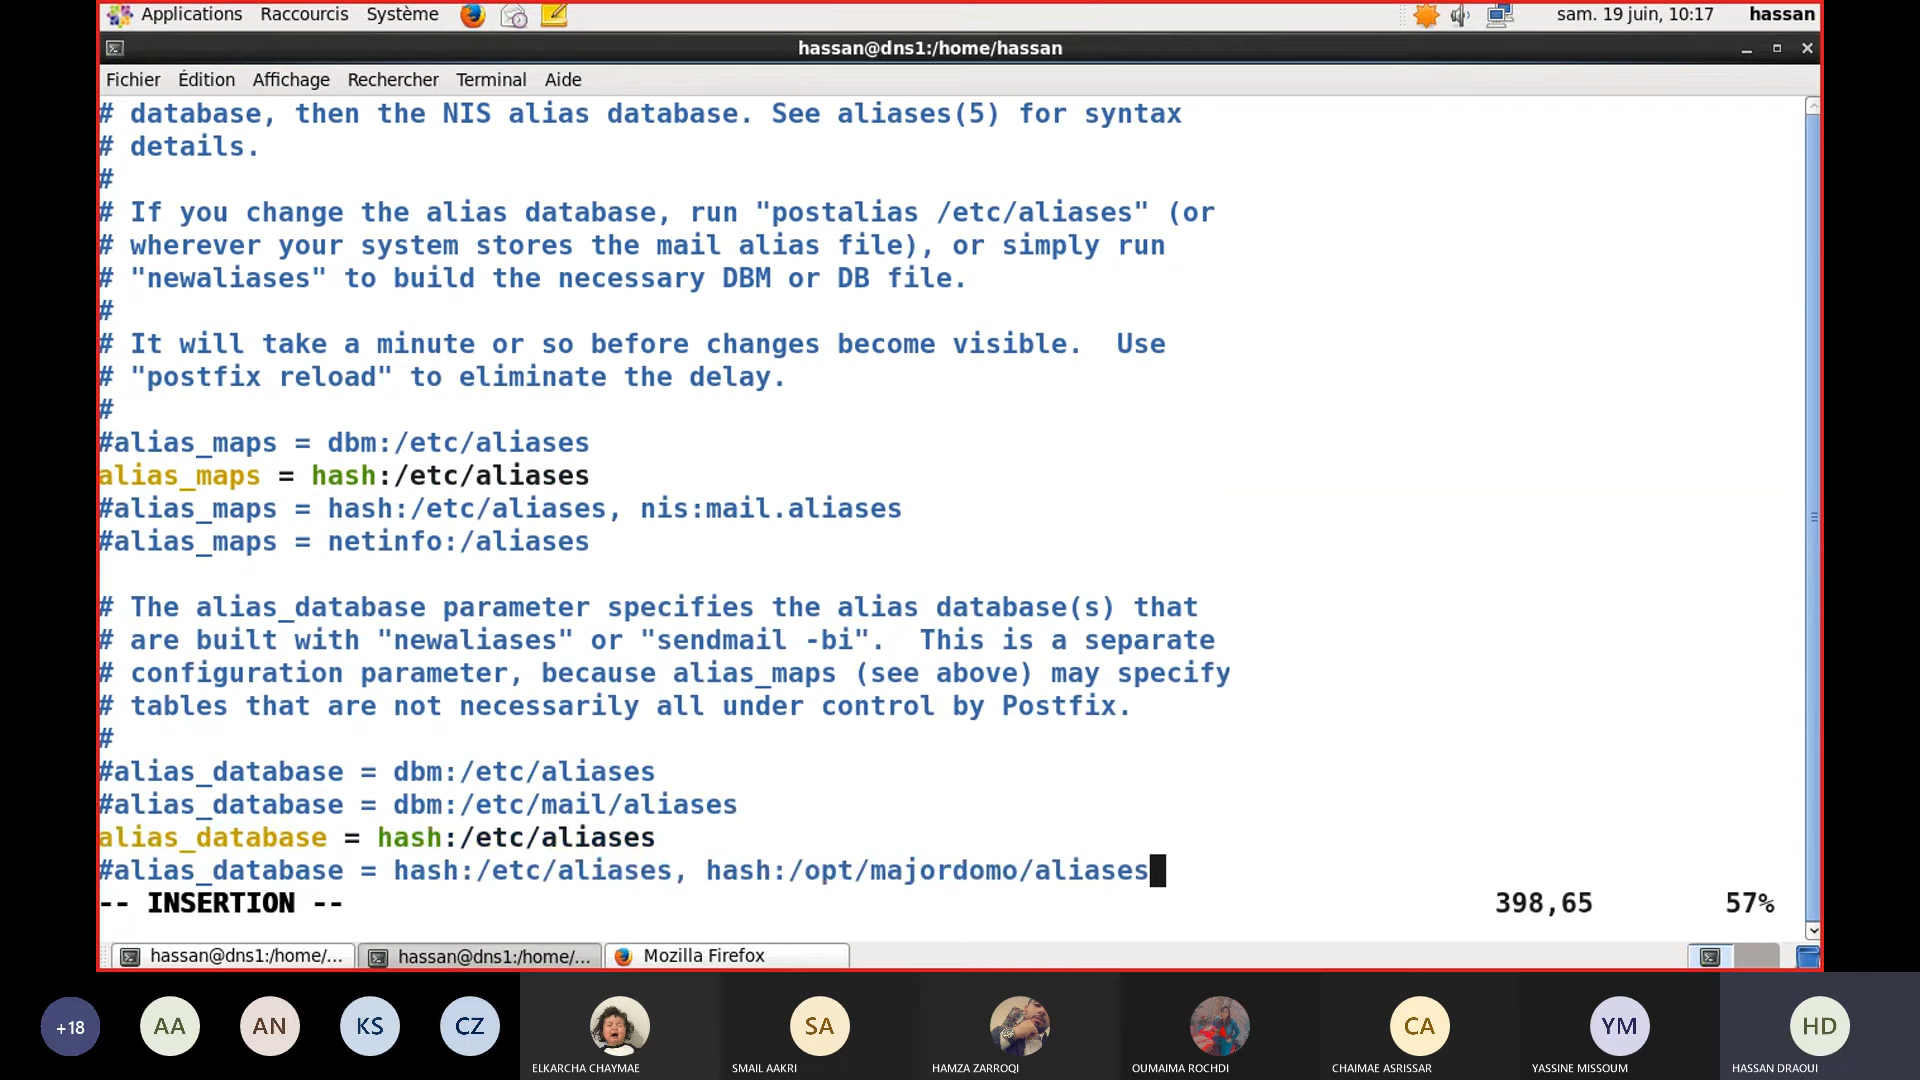 Applications Raccourcis Système sam. 19 juin, 10:17 hassan
hassan@dns1:/home/hassan
Fichier Édition Affichage Rechercher Terminal Aide
# database, then the NIS alias database. See aliases(5) for syntax
# details.
#
# If you change the alias database, run "postalias /etc/aliases" (or
# wherever your system stores the mail alias file), or simply run
# "newaliases" to build the necessary DBM or DB file.
#
# It will take a minute or so before changes become visible.  Use
# "postfix reload" to eliminate the delay.
#
#alias_maps = dbm:/etc/aliases
alias_maps = hash:/etc/aliases
#alias_maps = hash:/etc/aliases, nis:mail.aliases
#alias_maps = netinfo:/aliases
# The alias_database parameter specifies the alias database(s) that
# are built with "newaliases" or "sendmail -bi".  This is a separate
# configuration parameter, because alias_maps (see above) may specify
# tables that are not necessarily all under control by Postfix.
#
#alias_database = dbm:/etc/aliases
#alias_database = dbm:/etc/mail/aliases
alias_database = hash:/etc/aliases
#alias_database = hash:/etc/aliases, hash:/opt/majordomo/aliases
-- INSERTION -- 398,65 57%
hassan@dns1:/home/... hassan@dns1:/home/... Mozilla Firefox
+18 AA AN KS CZ SA CA YM HD
ELKARCHA CHAYMAE SMAIL AAKRI HAMZA ZARROQI OUMAIMA ROCHDI CHAIMAE ASRISSAR YASSINE MISSOUM HASSAN DRAOUI